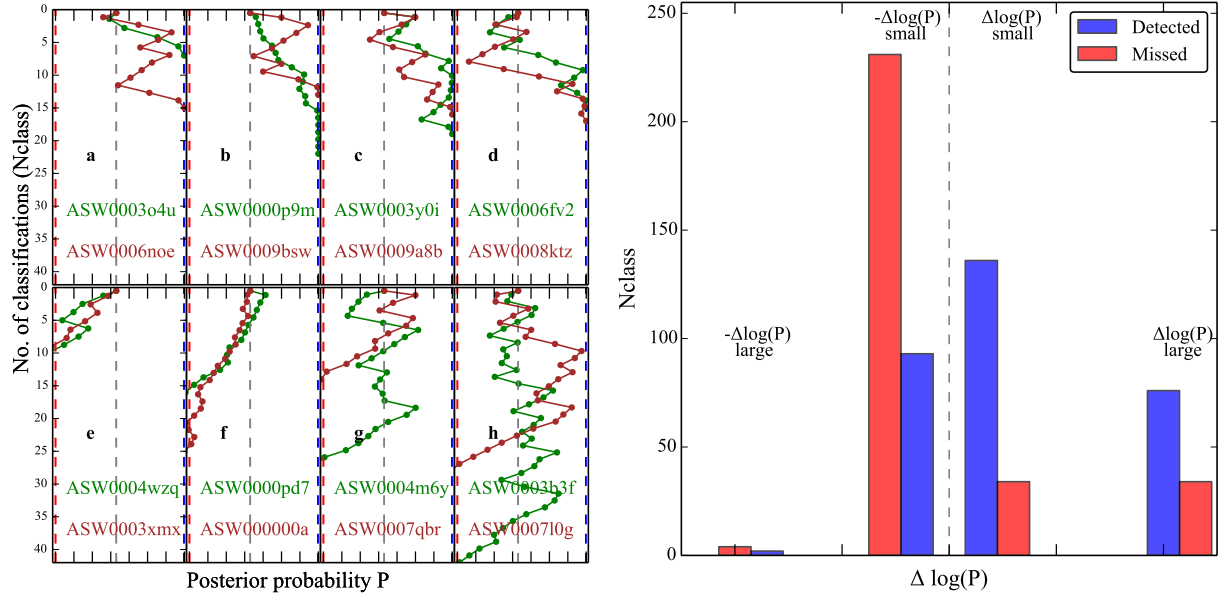 No. of classifications (Nclass)
0
5
10
15
20
25
30
35
40
a
b
c
d
ASW0003o4u
ASW0000p9m
ASW0003y0i
ASW0006fv2
ASW0006noe
ASW0009bsw
ASW0009a8b
ASW0008ktz
0
5
10
15
20
25
30
35
40
e
f
g
h
ASW0004wzq
ASW0000pd7
ASW0004m6y
ASW0003b3f
ASW0003xmx
ASW000000a
ASW0007qbr
ASW0007l0g
Posterior probability P
Nclass
250
200
150
100
50
0
-Δlog(P)
small
Δlog(P)
small
Detected
Missed
-Δlog(P)
large
Δlog(P)
large
Δ log(P)